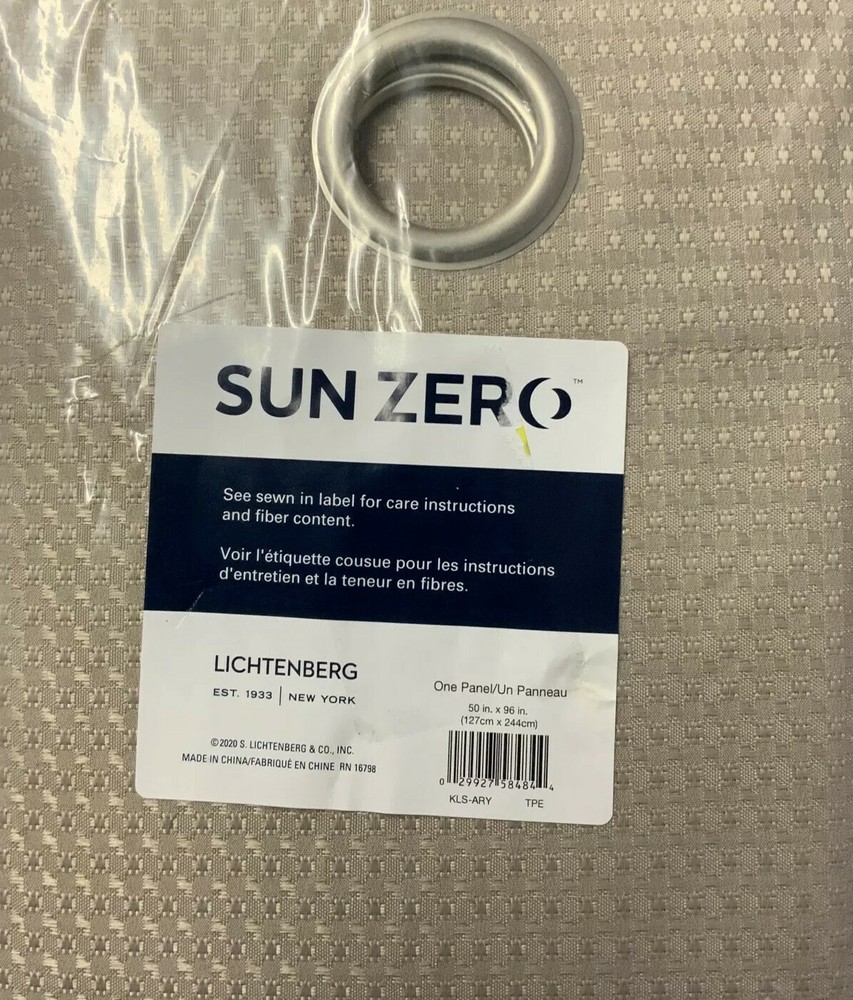 SUN ZERO™
See sewn in label for care instructions
and fiber content.
Voir l'étiquette cousue pour les instructions
d'entretien et la teneur en fibres.
LICHTENBERG
EST. 1933 | NEW YORK
©2020 S. LICHTENBERG & CO., INC.
MADE IN CHINA/FABRIQUÉ EN CHINE RN 16798
One Panel/Un Panneau
50 in. x 96 in.
(127cm x 244cm)
0 29927 58484 4
KLS-ARY TPE